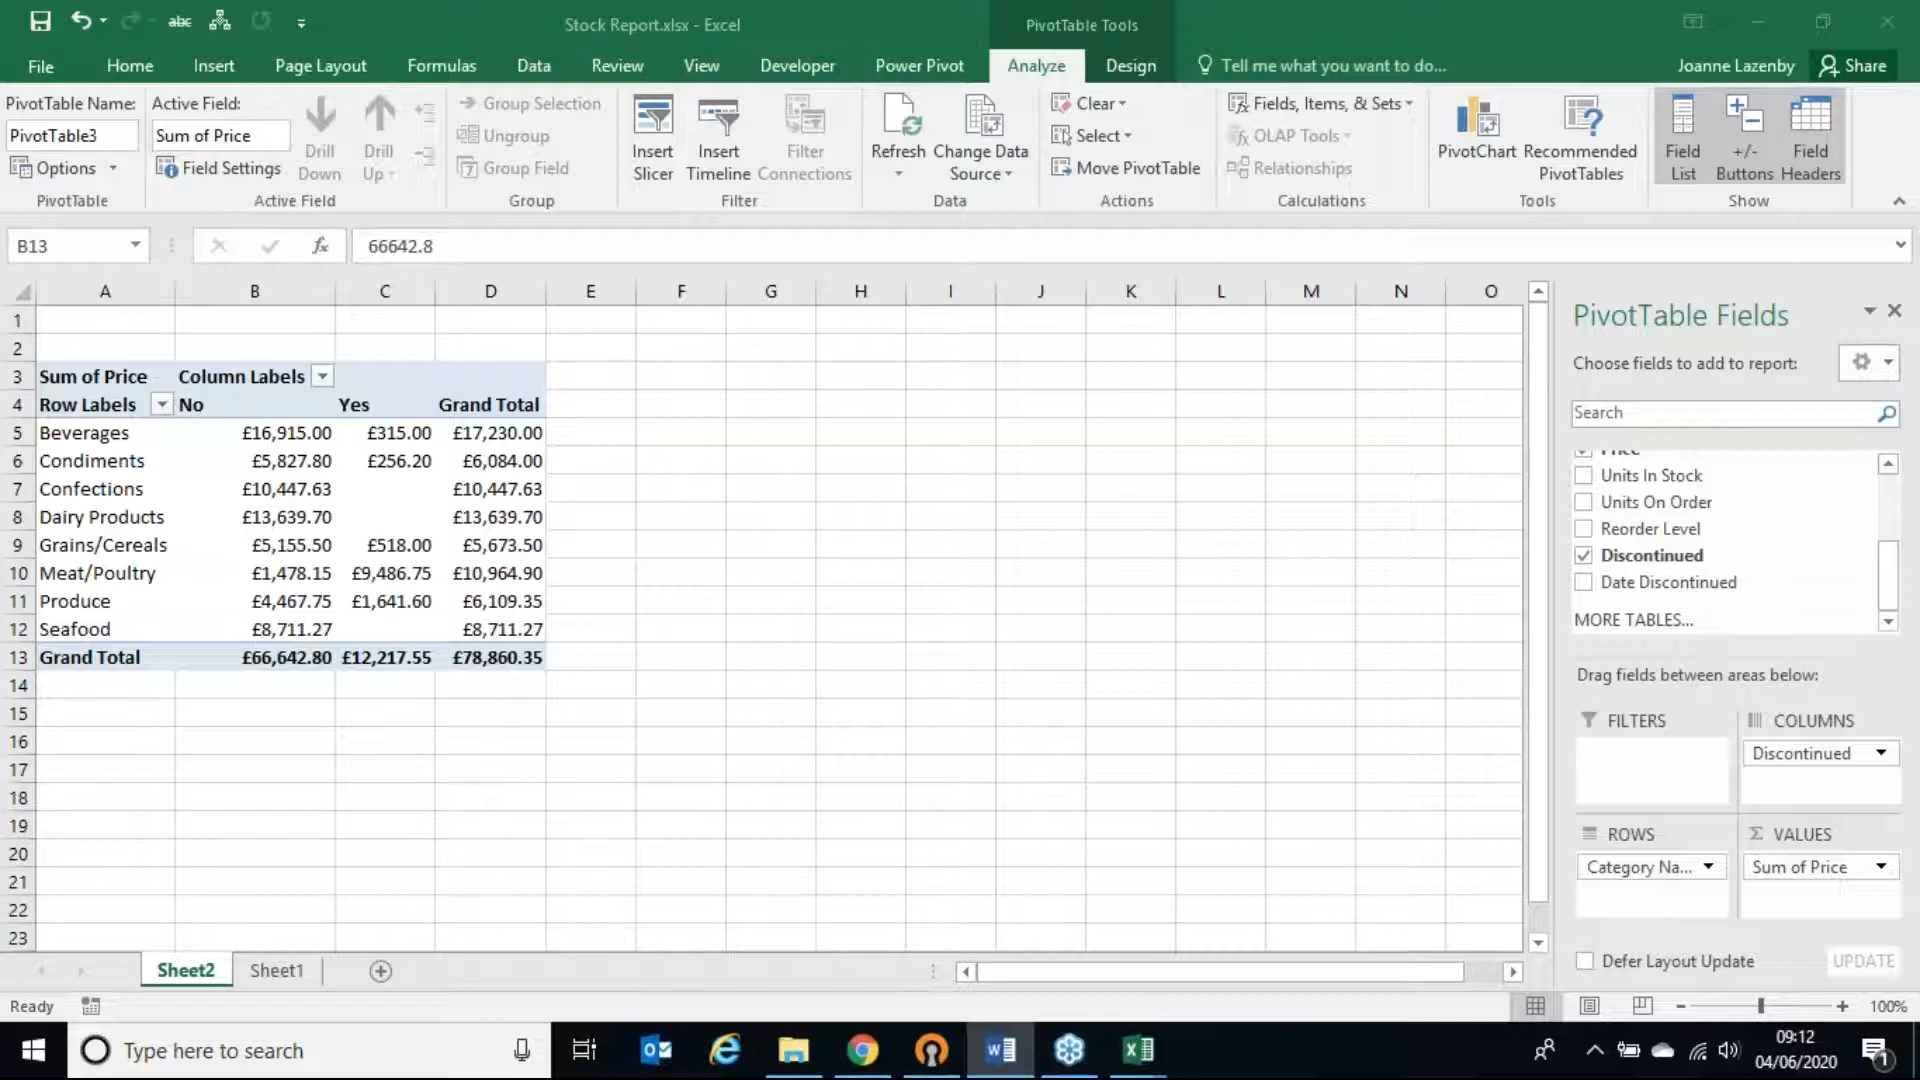 abc
Stock Report.xlsx - Excel
PivotTable Tools
File Home Insert Page Layout Formulas Data Review View Developer Power Pivot Analyze Design Tell me what you want to do... Joanne Lazenby Share
PivotTable Name: Active Field:
PivotTable3 Sum of Price
Options Field Settings
Drill Down
Drill Up
PivotTable Active Field
Group Selection
Ungroup
Group Field
Group
Insert Slicer
Insert Timeline
Filter Connections
Filter
Refresh
Change Data Source
Data
Clear
Select
Move PivotTable
Actions
Fields, Items, & Sets
OLAP Tools
Relationships
Calculations
PivotChart
Recommended PivotTables
Tools
Field List
+/- Buttons
Field Headers
Show
B13 fx 66642.8
A B C D E F G H I J K L M N O
1
2
3 Sum of Price Column Labels
4 Row Labels No Yes Grand Total
5 Beverages £16,915.00 £315.00 £17,230.00
6 Condiments £5,827.80 £256.20 £6,084.00
7 Confections £10,447.63 £10,447.63
8 Dairy Products £13,639.70 £13,639.70
9 Grains/Cereals £5,155.50 £518.00 £5,673.50
10 Meat/Poultry £1,478.15 £9,486.75 £10,964.90
11 Produce £4,467.75 £1,641.60 £6,109.35
12 Seafood £8,711.27 £8,711.27
13 Grand Total £66,642.80 £12,217.55 £78,860.35
14
15
16
17
18
19
20
21
22
23
PivotTable Fields
Choose fields to add to report:
Search
Price
Units In Stock
Units On Order
Reorder Level
Discontinued
Date Discontinued
MORE TABLES...
Drag fields between areas below:
FILTERS COLUMNS
Discontinued
ROWS Σ VALUES
Category Na... Sum of Price
Defer Layout Update UPDATE
Sheet2 Sheet1
Ready 100%
Type here to search
09:12
04/06/2020
1